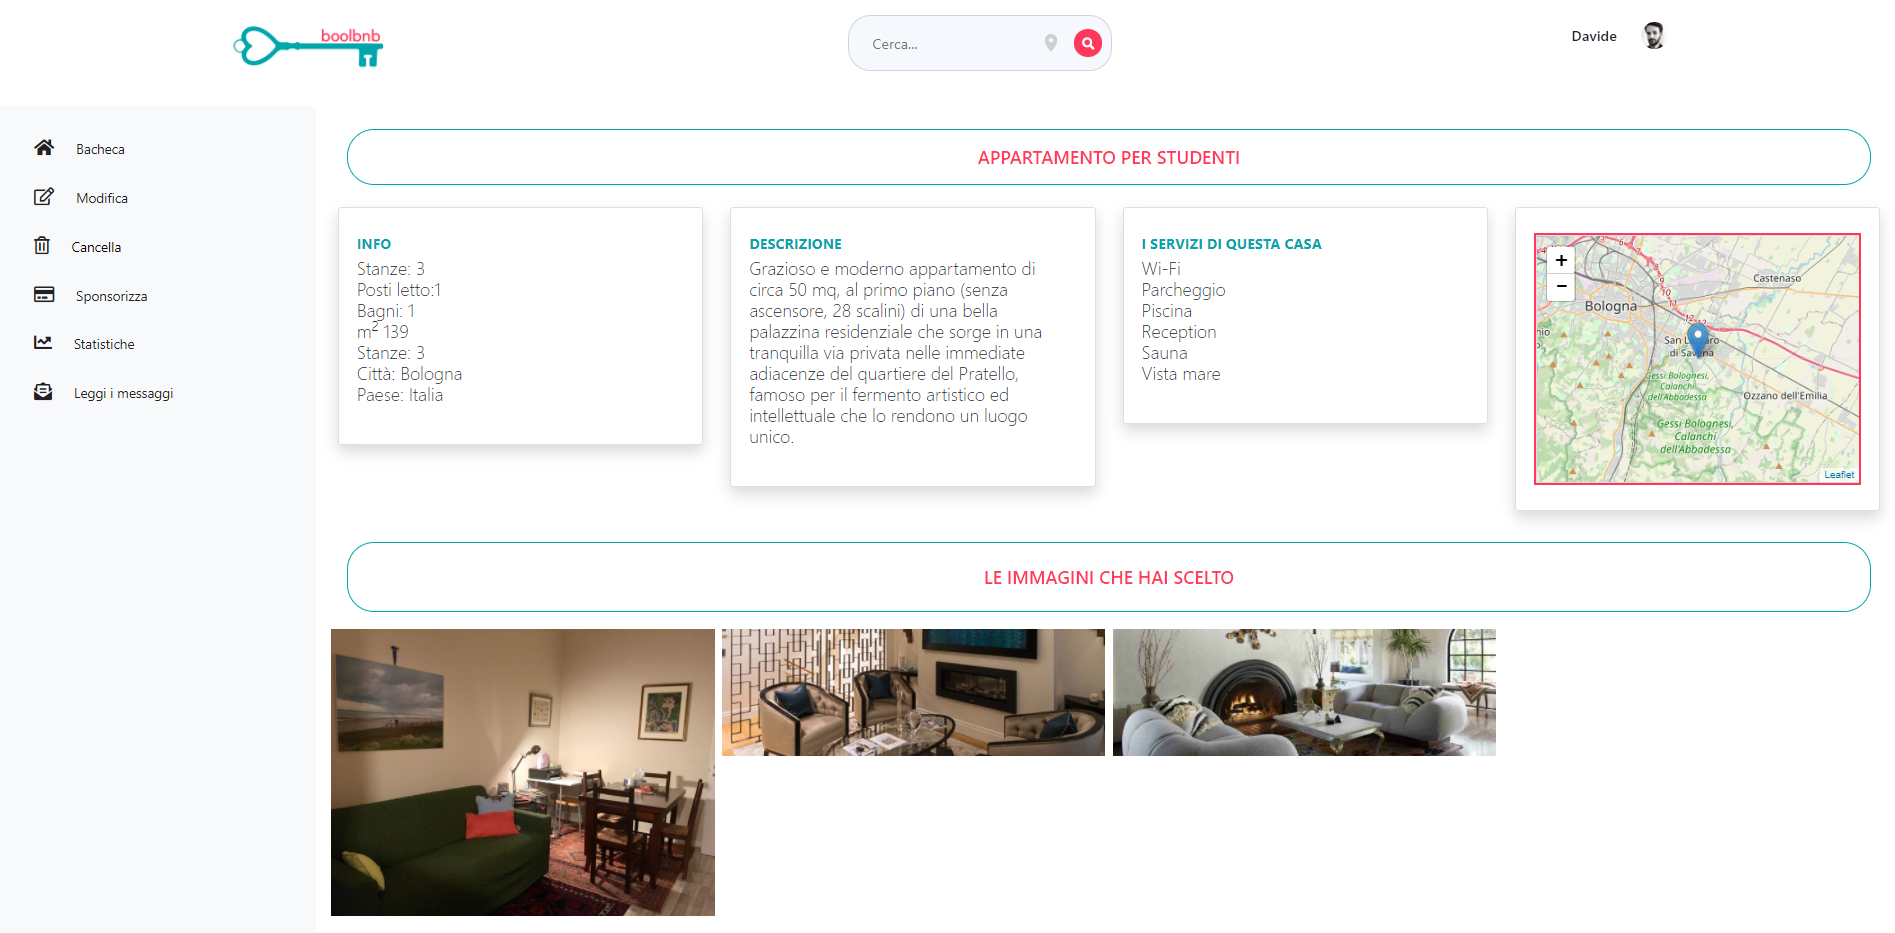 boolbnb
Cerca...
Davide
Bacheca
Modifica
Cancella
Sponsorizza
Statistiche
Leggi i messaggi
APPARTAMENTO PER STUDENTI
INFO
Stanze: 3
Posti letto:1
Bagni: 1
m² 139
Stanze: 3
Città: Bologna
Paese: Italia
DESCRIZIONE
Grazioso e moderno appartamento di
circa 50 mq, al primo piano (senza
ascensore, 28 scalini) di una bella
palazzina residenziale che sorge in una
tranquilla via privata nelle immediate
adiacenze del quartiere del Pratello,
famoso per il fermento artistico ed
intellettuale che lo rendono un luogo
unico.
I SERVIZI DI QUESTA CASA
Wi-Fi
Parcheggio
Piscina
Reception
Sauna
Vista mare
+
−
Castenaso
Bologna
di Savena
Gessi Bolognesi,
Calanchi
dell'Abbadessa
Ozzano dell'Emilia
Gessi Bolognesi,
Calanchi
dell'Abbadessa
Leaflet
LE IMMAGINI CHE HAI SCELTO